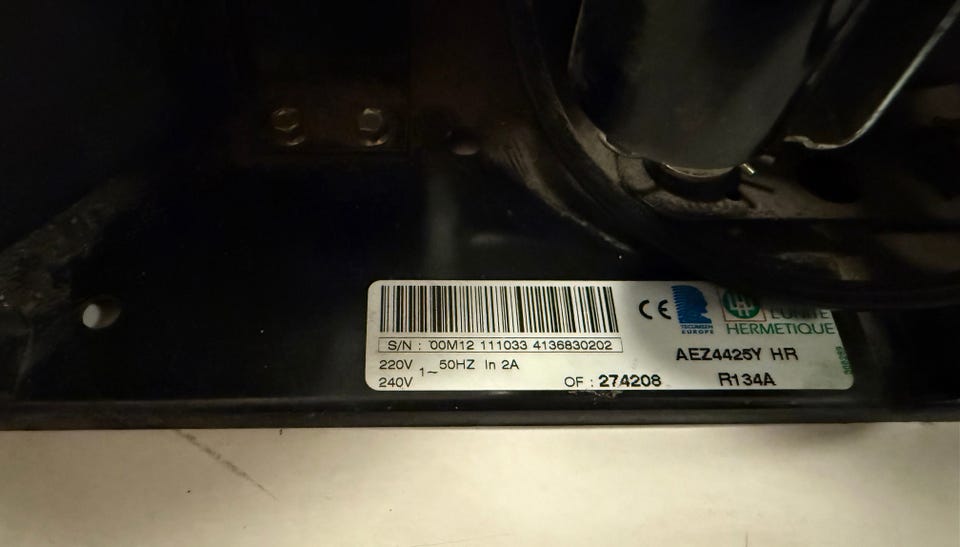 S/N : 00M12 111033 4136830202
220V
240V
1~ 50HZ In 2A
OF : 274208
CE
TECUMSEH
EUROPE
L'UNITE
HERMETIQUE
AEZ4425Y HR
R134A